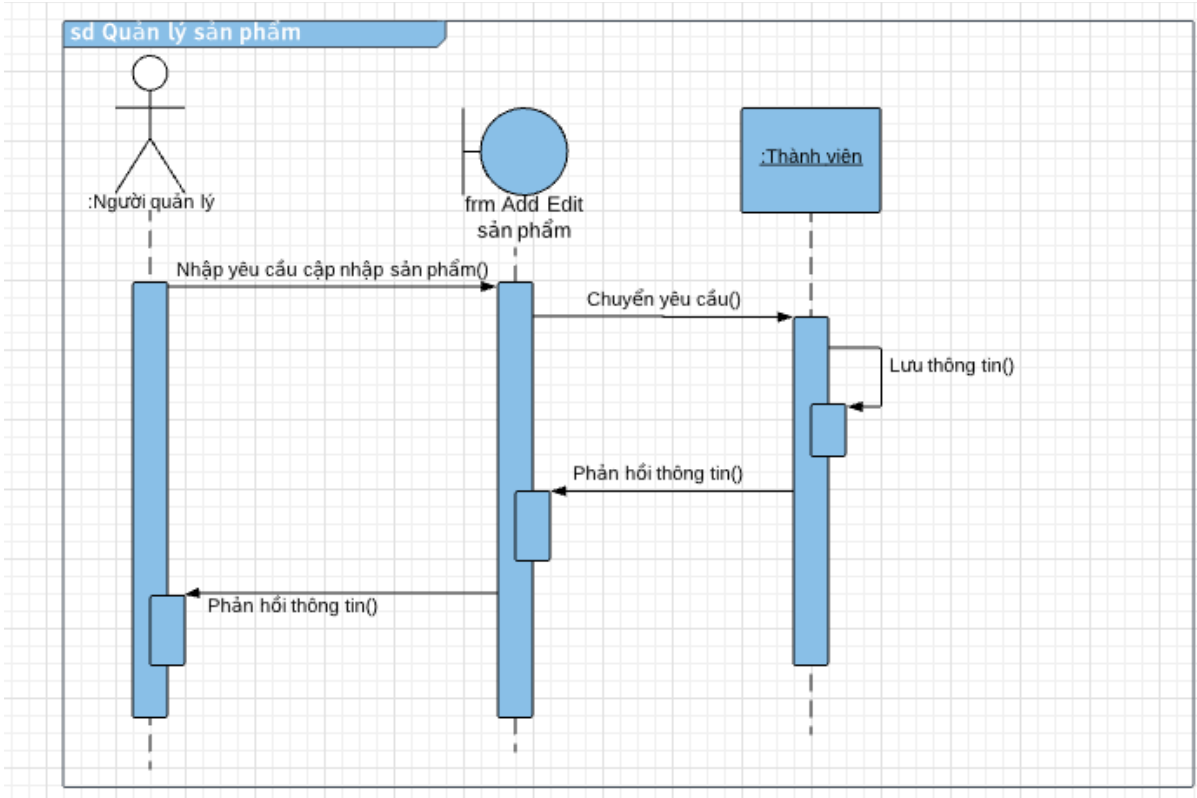 sd Quản lý sản phẩm
:Người quản lý
frm Add Edit
sản phẩm
:Thành viên
Nhập yêu cầu cập nhập sản phẩm()
Chuyển yêu cầu()
Lưu thông tin()
Phản hồi thông tin()
Phản hồi thông tin()